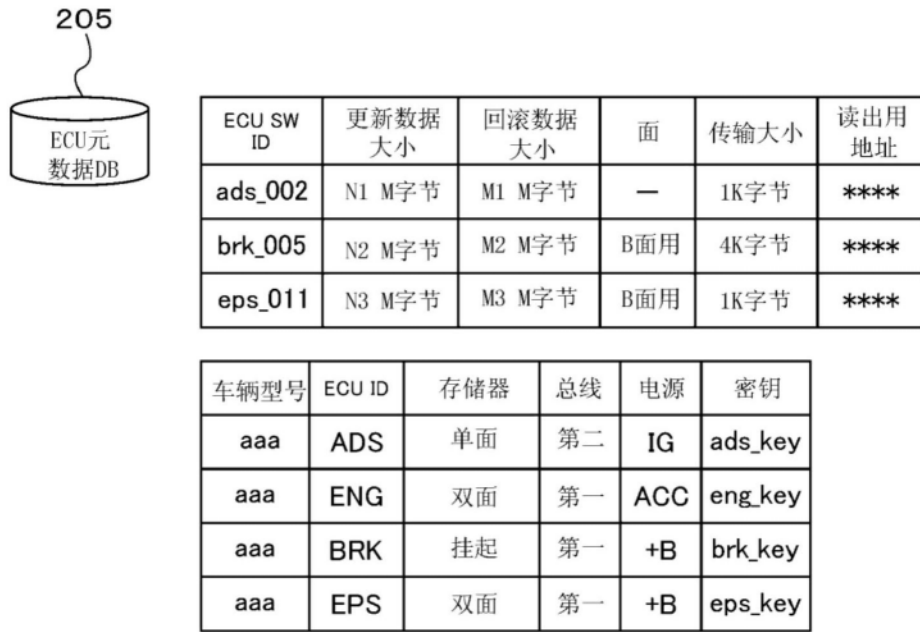 205
ECU元
数据DB
ECU SW ID 更新数据大小 回滚数据大小 面 传输大小 读出用地址
ads_002 N1 M字节 M1 M字节 — 1K字节 ****
brk_005 N2 M字节 M2 M字节 B面用 4K字节 ****
eps_011 N3 M字节 M3 M字节 B面用 1K字节 ****
车辆型号 ECU ID 存储器 总线 电源 密钥
aaa ADS 单面 第二 IG ads_key
aaa ENG 双面 第一 ACC eng_key
aaa BRK 挂起 第一 +B brk_key
aaa EPS 双面 第一 +B eps_key